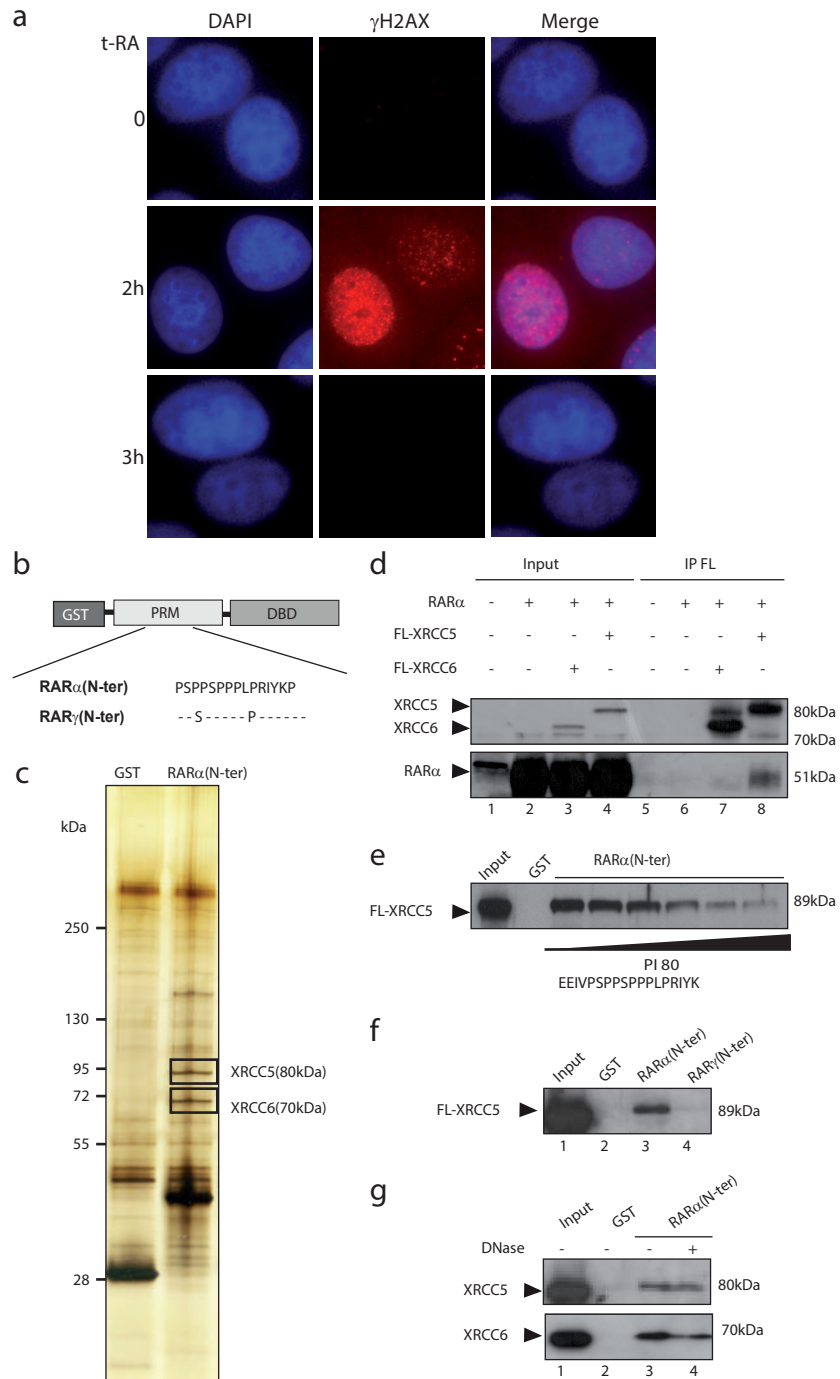 a
DAPI γH2AX Merge
t-RA
0
2h
3h
b
GST PRM DBD
RARα(N-ter) PSPPSPPPLPRIYKP
RARγ(N-ter) --S-----P------
c
GST RARα(N-ter)
kDa
250
130
95
72
55
28
XRCC5(80kDa)
XRCC6(70kDa)
d
Input IP FL
RARα - + + + - + + +
FL-XRCC5 - - - + - - - +
FL-XRCC6 - - + - - - + -
XRCC5 80kDa
XRCC6 70kDa
RARα 51kDa
1 2 3 4 5 6 7 8
e
Input GST RARα(N-ter)
FL-XRCC5 89kDa
PI 80
EEIVPSPPSPPPLPRIYK
f
Input GST RARα(N-ter) RARγ(N-ter)
FL-XRCC5 89kDa
1 2 3 4
g
Input GST RARα(N-ter)
DNase - - - +
XRCC5 80kDa
XRCC6 70kDa
1 2 3 4